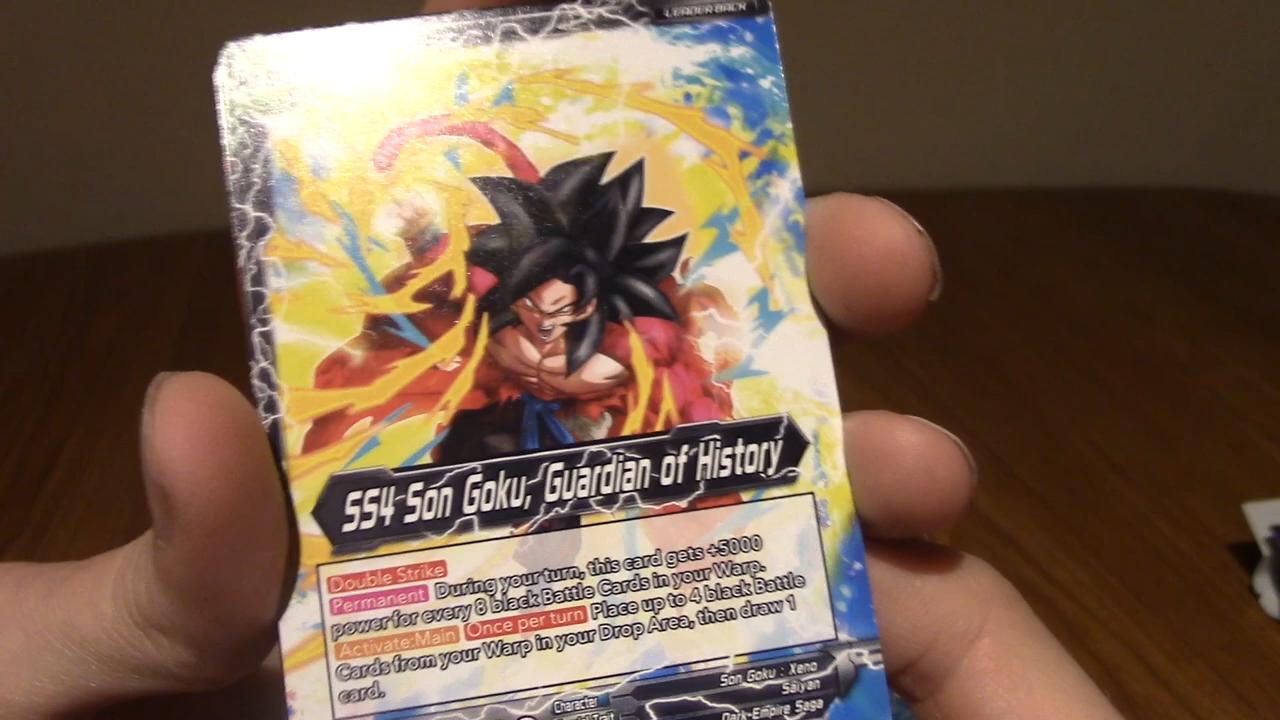 LEADER BACK
SS4 Son Goku, Guardian of History
Double Strike
Permanent During your turn, this card gets +5000
power for every 8 black Battle Cards in your Warp.
Activate:Main Once per turn Place up to 4 black Battle
Cards from your Warp in your Drop Area, then draw 1
card.
Character Son Goku : Xeno
Trait Saiyan
Dark-Empire Saga